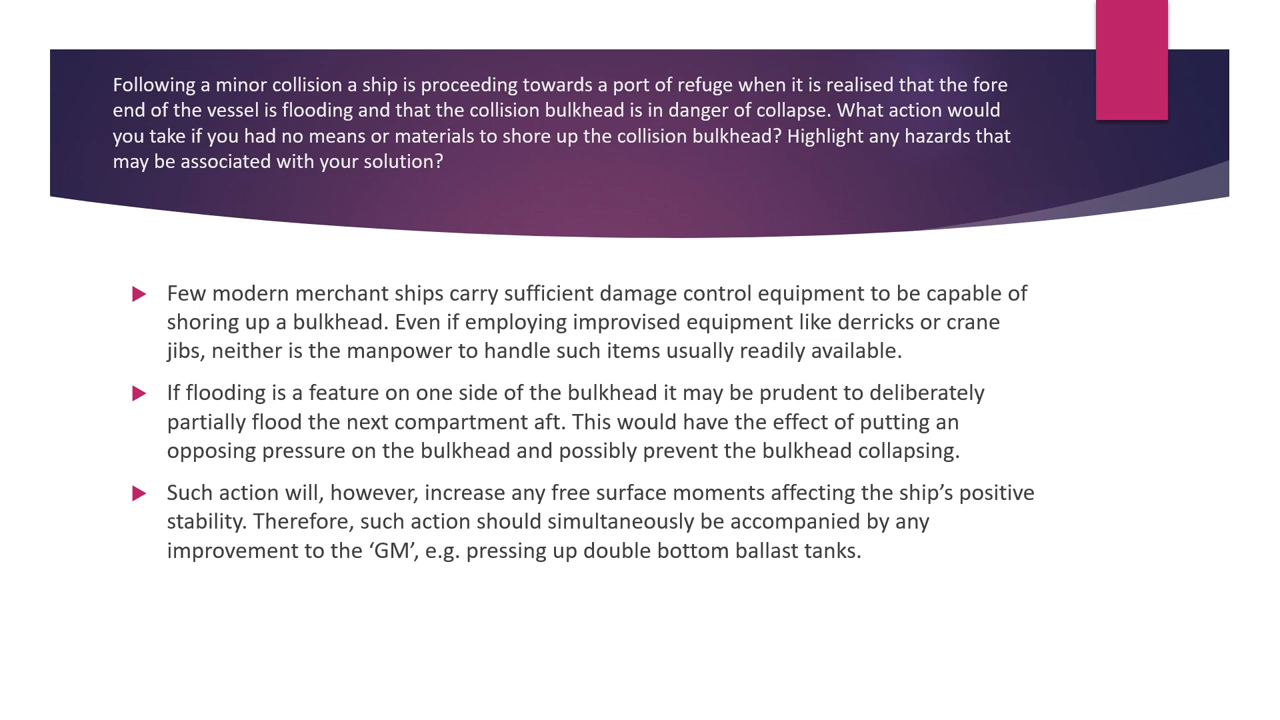 Following a minor collision a ship is proceeding towards a port of refuge when it is realised that the fore
end of the vessel is flooding and that the collision bulkhead is in danger of collapse. What action would
you take if you had no means or materials to shore up the collision bulkhead? Highlight any hazards that
may be associated with your solution?
Few modern merchant ships carry sufficient damage control equipment to be capable of
shoring up a bulkhead. Even if employing improvised equipment like derricks or crane
jibs, neither is the manpower to handle such items usually readily available.
If flooding is a feature on one side of the bulkhead it may be prudent to deliberately
partially flood the next compartment aft. This would have the effect of putting an
opposing pressure on the bulkhead and possibly prevent the bulkhead collapsing.
Such action will, however, increase any free surface moments affecting the ship’s positive
stability. Therefore, such action should simultaneously be accompanied by any
improvement to the ‘GM’, e.g. pressing up double bottom ballast tanks.